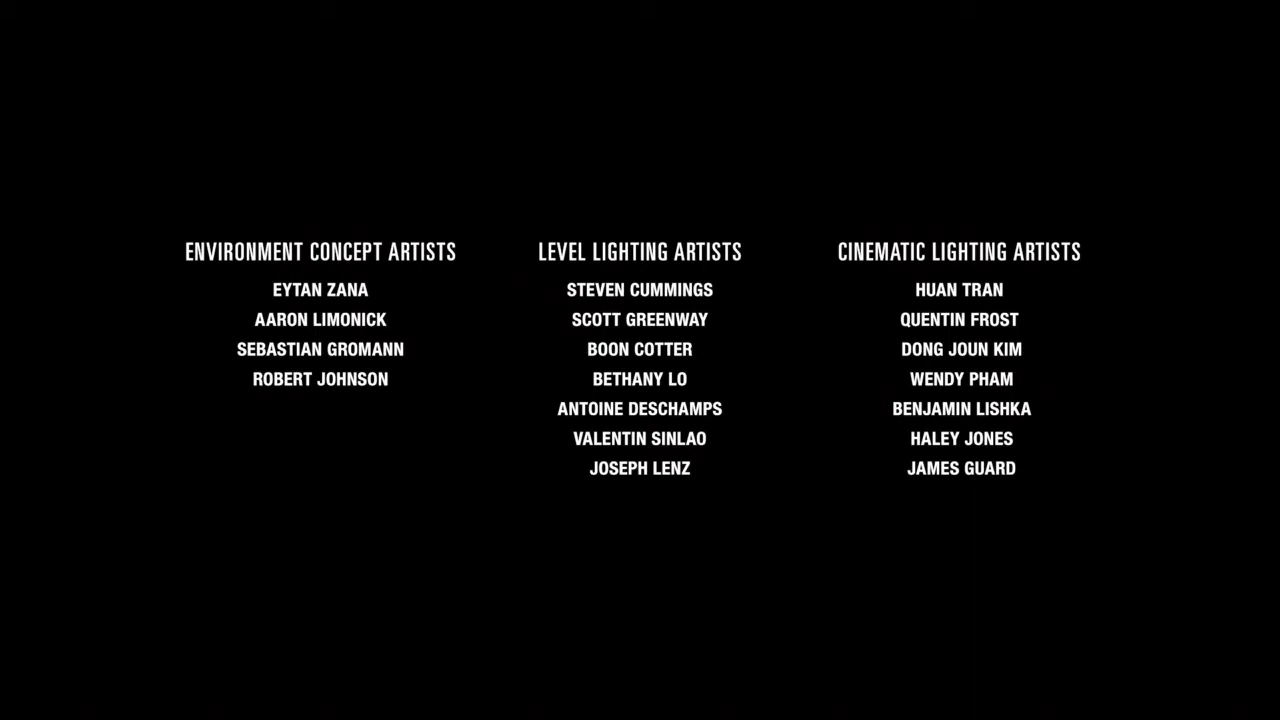 ENVIRONMENT CONCEPT ARTISTS
EYTAN ZANA
AARON LIMONICK
SEBASTIAN GROMANN
ROBERT JOHNSON
LEVEL LIGHTING ARTISTS
STEVEN CUMMINGS
SCOTT GREENWAY
BOON COTTER
BETHANY LO
ANTOINE DESCHAMPS
VALENTIN SINLAO
JOSEPH LENZ
CINEMATIC LIGHTING ARTISTS
HUAN TRAN
QUENTIN FROST
DONG JOUN KIM
WENDY PHAM
BENJAMIN LISHKA
HALEY JONES
JAMES GUARD